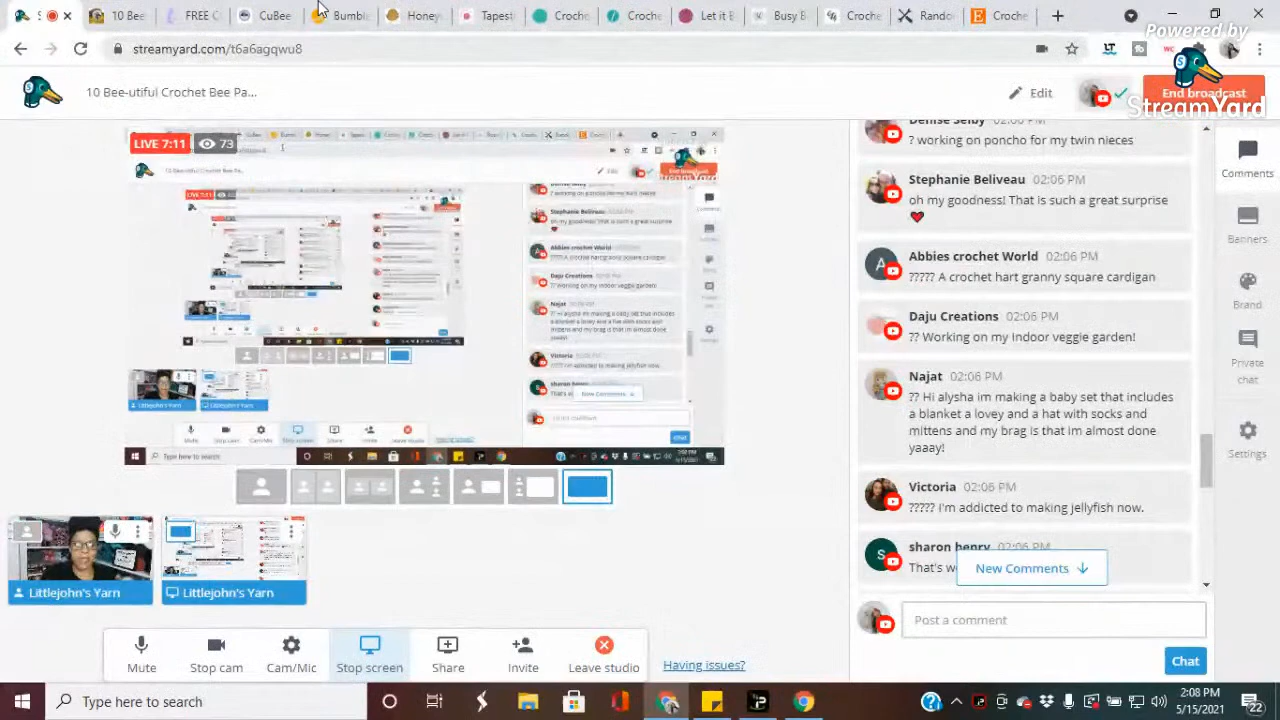 10 Bee
FREE C
CuBee
Bumble
Honey
Tapes
Croche
Croche
Let it B
Busy B
Croche
Rando
Croche
streamyard.com/t6a6agqwu8
Powered by
StreamYard
10 Bee-utiful Crochet Bee Pa...
Edit
End broadcast
LIVE 7:11
73
Denise Selby 02:06 PM
? working on poncho for my twin nieces.
Stephanie Beliveau 02:06 PM
oh my goodness! That's such a great surprise
Abbies crochet World 02:06 PM
A crochet hart granny square cardigan
Daju Creations 02:06 PM
?? Working on my indoor veggie garden!
Najat 02:06 PM
? Hi alysha im making a baby set that includes
a blanket a lovey and a hat with socks and
mittens and my brag is that im almost done
yaaay!
Victoria 02:06 PM
????? I'm addicted to making jellyfish now.
sharon henry 02:06 PM
That's w
New Comments
Post a comment
Chat
Comments
Banners
Brand
Private
chat
Settings
Littlejohn's Yarn
Littlejohn's Yarn
Mute
Stop cam
Cam/Mic
Stop screen
Share
Invite
Leave studio
Having issues?
Type here to search
2:08 PM
5/15/2021
22